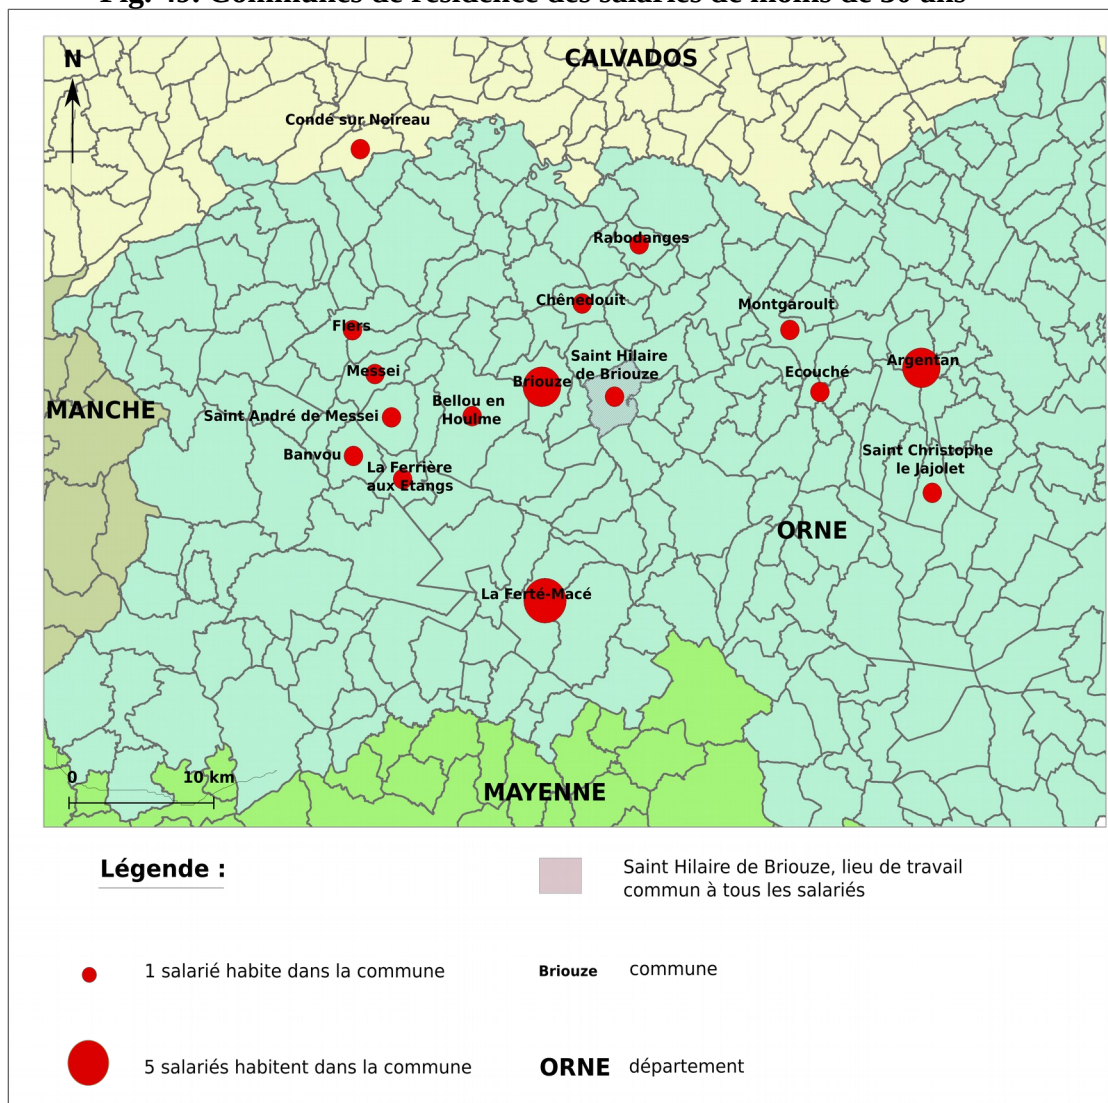 CALVADOS
N
Condé sur Noireau
Rabodanges
Chênedouit
Montgaroult
Flers
Saint Hilaire
de Briouze
Argentan
Messei
Ecouché
Briouze
Bellou en
Houlme
MANCHE
Saint André de Messei
Saint Christophe
le Jajolet
Banvou
La Ferrière
aux Etangs
ORNE
La Ferté-Macé
0
10 km
MAYENNE
Légende :
Saint Hilaire de Briouze, lieu de travail
commun à tous les salariés
1 salarié habite dans la commune
Briouze
commune
5 salariés habitent dans la commune
ORNE
département